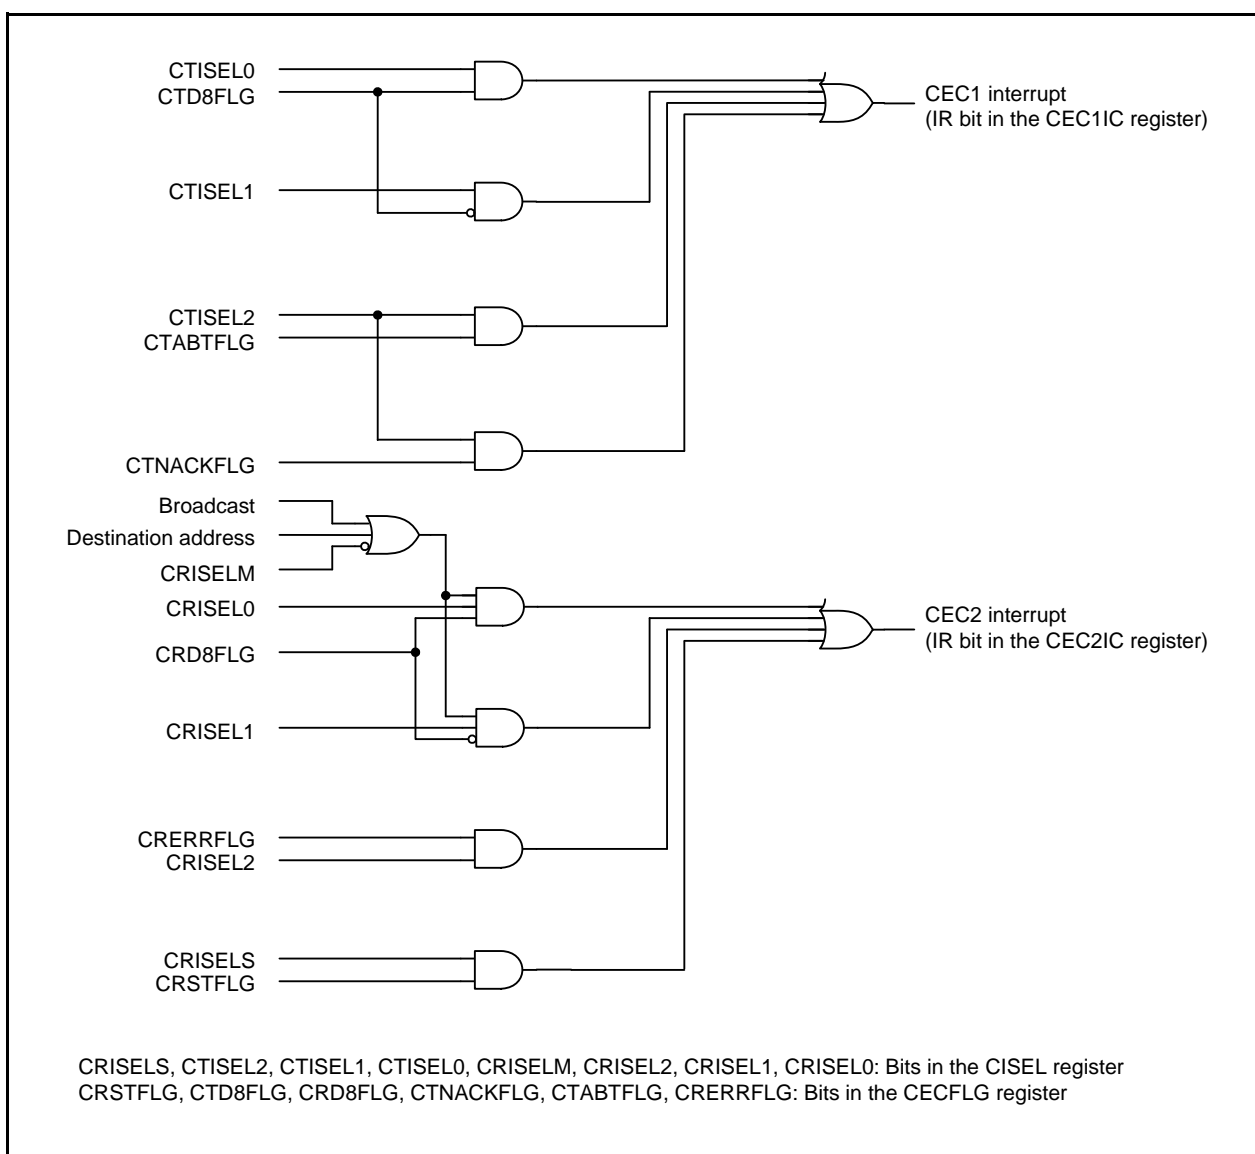 CTISEL0
CTD8FLG
CEC1 interrupt
(IR bit in the CEC1IC register)
CTISEL1
CTISEL2
CTABTFLG
CTNACKFLG
Broadcast
Destination address
CRISELM
CRISEL0
CEC2 interrupt
(IR bit in the CEC2IC register)
CRD8FLG
CRISEL1
CRERRFLG
CRISEL2
CRISELS
CRSTFLG
CRISELS, CTISEL2, CTISEL1, CTISEL0, CRISELM, CRISEL2, CRISEL1, CRISEL0: Bits in the CISEL register
CRSTFLG, CTD8FLG, CRD8FLG, CTNACKFLG, CTABTFLG, CRERRFLG: Bits in the CECFLG register